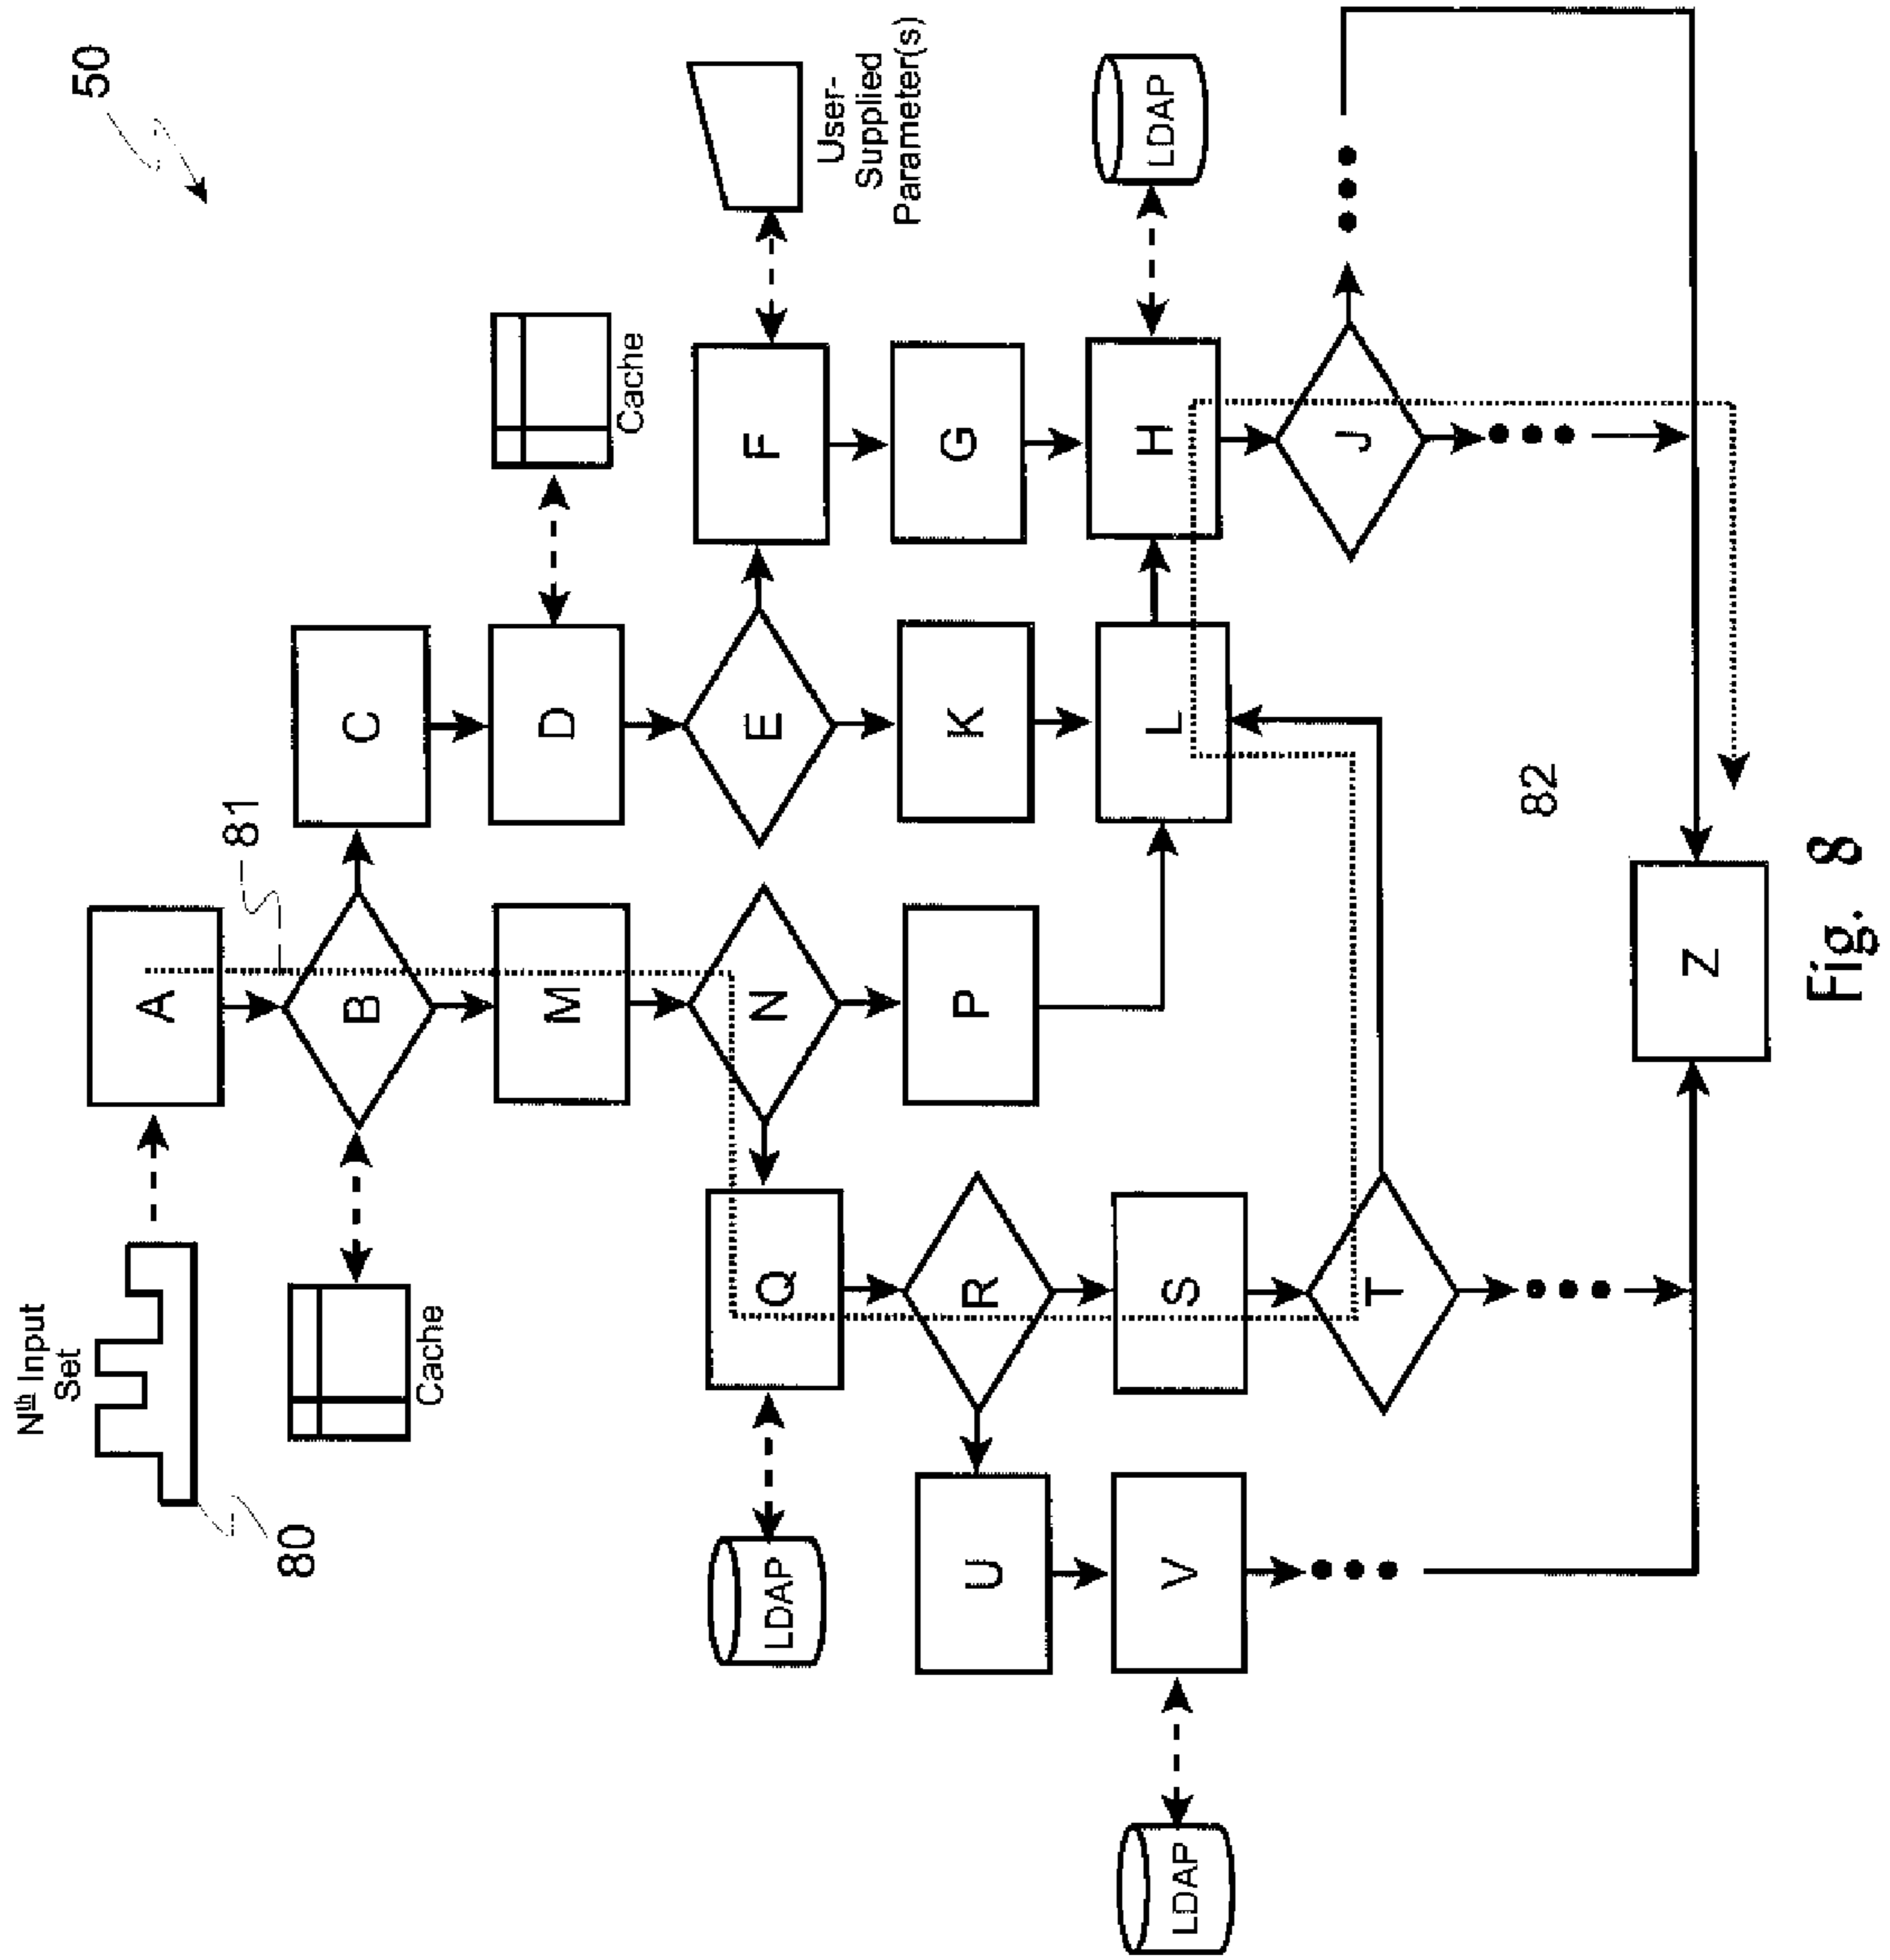 50
Nth Input
Set
80
A
81
B
Cache
C
D
Cache
M
E
F
User-
Supplied
Parameter(s)
N
Q
LDAP
P
K
G
R
U
S
L
H
LDAP
V
LDAP
T
J
82
Z
Fig. 8